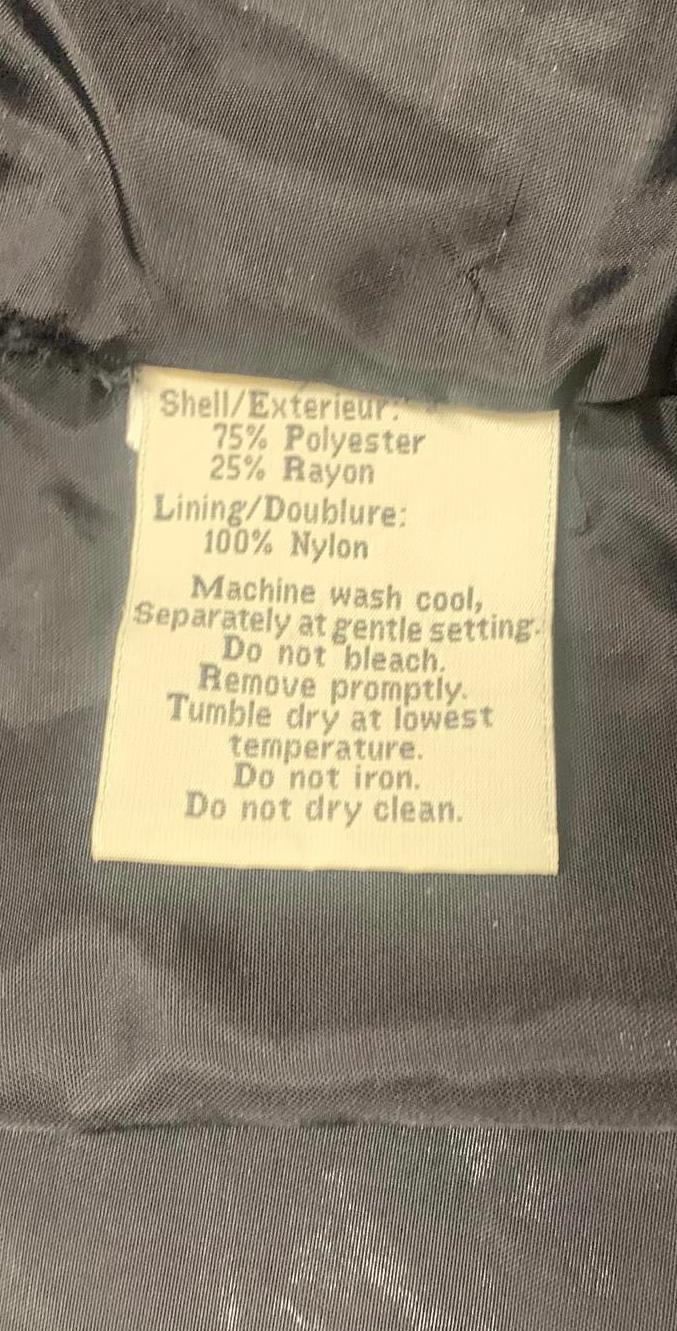 Shell/Exterieur:
75% Polyester
25% Rayon
Lining/Doublure:
100% Nylon
Machine wash cool,
Separately at gentle setting.
Do not bleach.
Remove promptly.
Tumble dry at lowest
temperature.
Do not iron.
Do not dry clean.